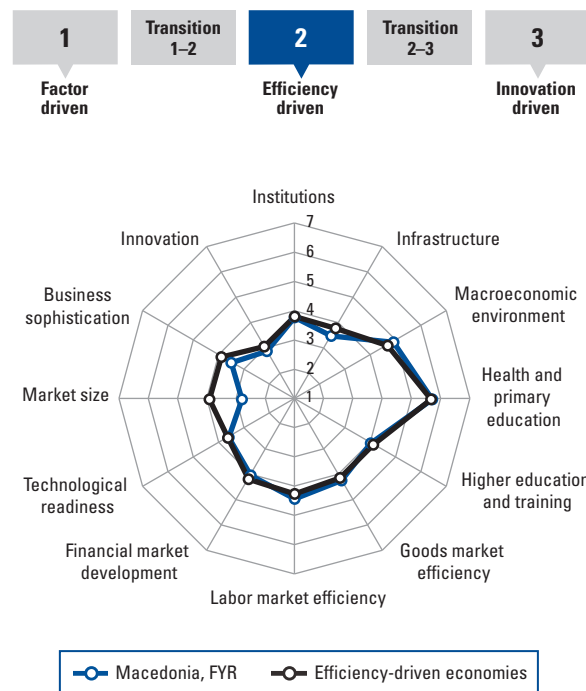 1
Transition
1–2
2
Transition
2–3
3
Factor
driven
Efficiency
driven
Innovation
driven
Institutions
7
6
5
4
3
2
1
Innovation
Infrastructure
Business
sophistication
Macroeconomic
environment
Market size
Health and
primary
education
Technological
readiness
Higher education
and training
Financial market
development
Goods market
efficiency
Labor market efficiency
Macedonia, FYR
Efficiency-driven economies